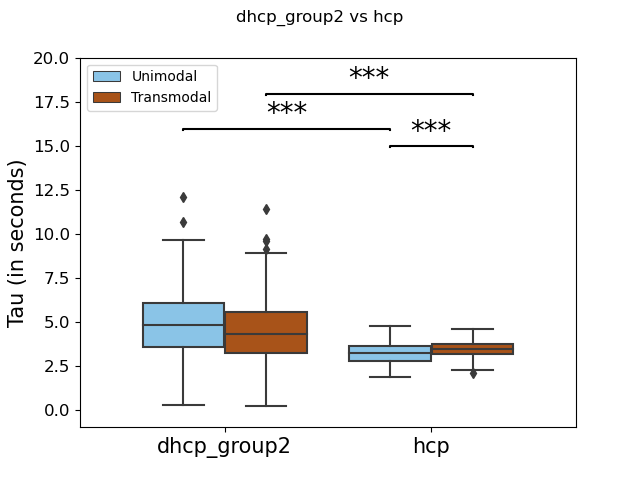 dhcp_group2 vs hcp
20.0
17.5
15.0
12.5
10.0
7.5
5.0
2.5
0.0
Tau (in seconds)
Unimodal
Transmodal
***
***
***
dhcp_group2
hcp